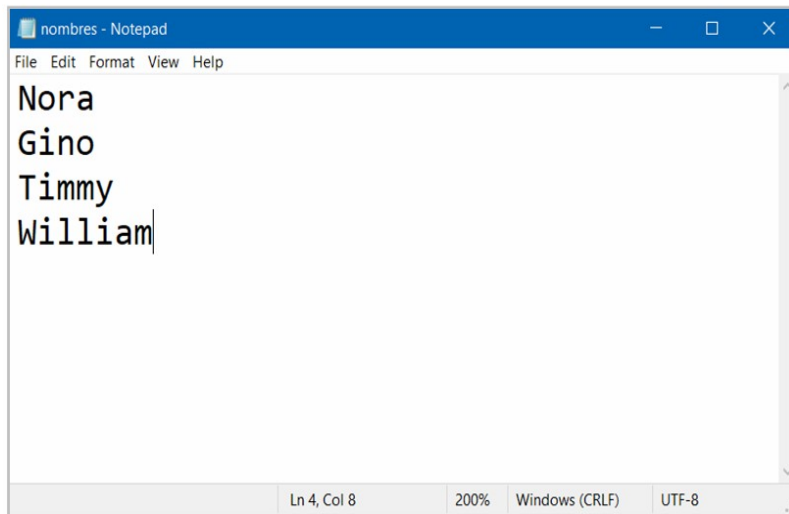 nombres - Notepad
File Edit Format View Help
Nora
Gino
Timmy
William
Ln 4, Col 8 200% Windows (CRLF) UTF-8